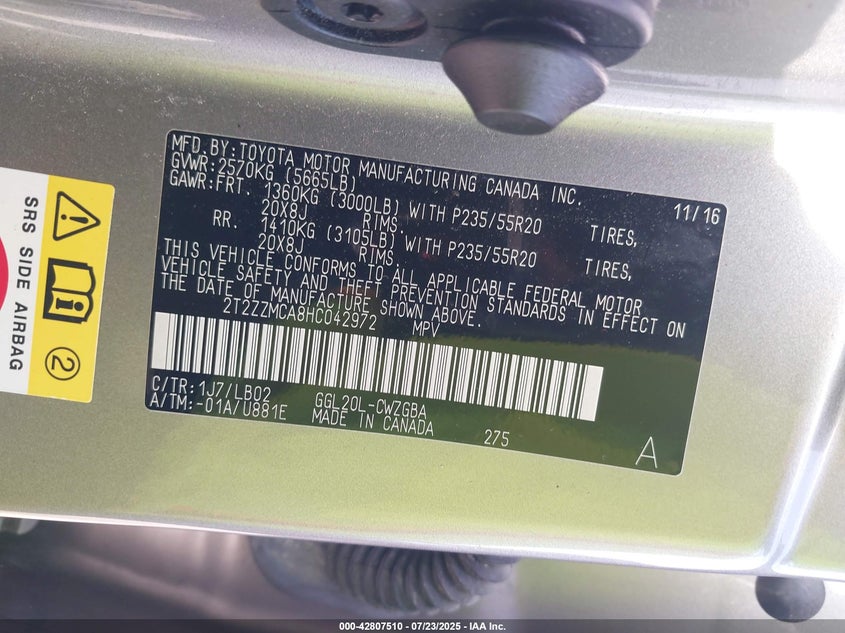 MFD.BY:TOYOTA MOTOR MANUFACTURING CANADA INC.
GVWR:2570KG (5665LB) 11/16
GAWR:FRT. 1360KG (3000LB) WITH P235/55R20 TIRES,
20X8J RIMS.
RR. 1410KG (3105LB) WITH P235/55R20 TIRES,
20X8J RIMS.
THIS VEHICLE CONFORMS TO ALL APPLICABLE FEDERAL MOTOR
VEHICLE SAFETY AND THEFT PREVENTION STANDARDS IN EFFECT ON
THE DATE OF MANUFACTURE SHOWN ABOVE.
2T2ZZMCA8HC042972 MPV
C/TR:1J7/LB02 GGL20L-CWZGBA
A/TM:-01A/U881E MADE IN CANADA 275
A
SRS SIDE AIRBAG
2
000-42807510 - 07/23/2025 - IAA Inc.